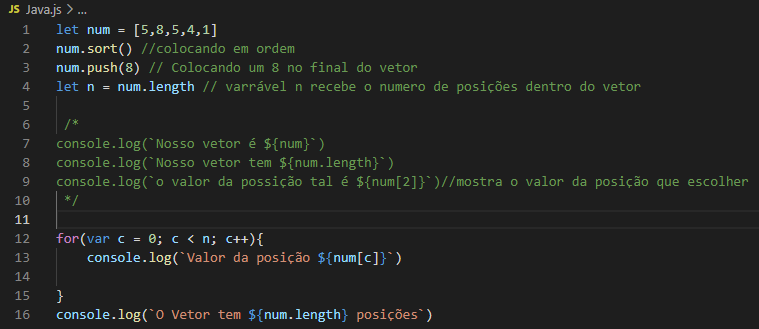 JS Java.js > ...
1 let num = [5,8,5,4,1]
2 num.sort() //colocando em ordem
3 num.push(8) // Colocando um 8 no final do vetor
4 let n = num.length // varrável n recebe o numero de posições dentro do vetor
5
6 /*
7 console.log(`Nosso vetor é ${num}`)
8 console.log(`Nosso vetor tem ${num.length}`)
9 console.log(`o valor da possição tal é ${num[2]}`)//mostra o valor da posição que escolher
10 */
11
12 for(var c = 0; c < n; c++){
13 console.log(`Valor da posição ${num[c]}`)
14
15 }
16 console.log(`O Vetor tem ${num.length} posições`)